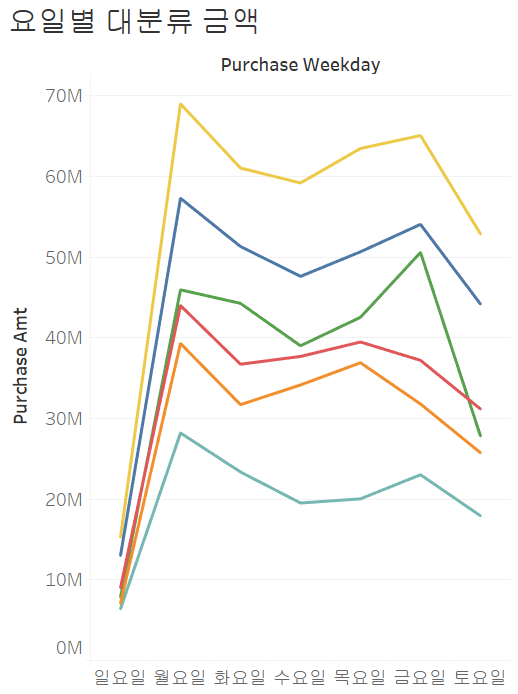 요일별 대분류 금액
Purchase Weekday
70M
60M
50M
40M
30M
20M
10M
0M
Purchase Amt
일요일 월요일 화요일 수요일 목요일 금요일 토요일